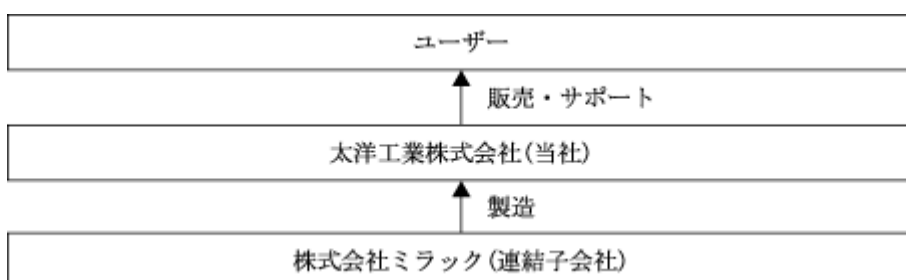 ユーザー
販売・サポート
太洋工業株式会社(当社)
製造
株式会社ミラック(連結子会社)